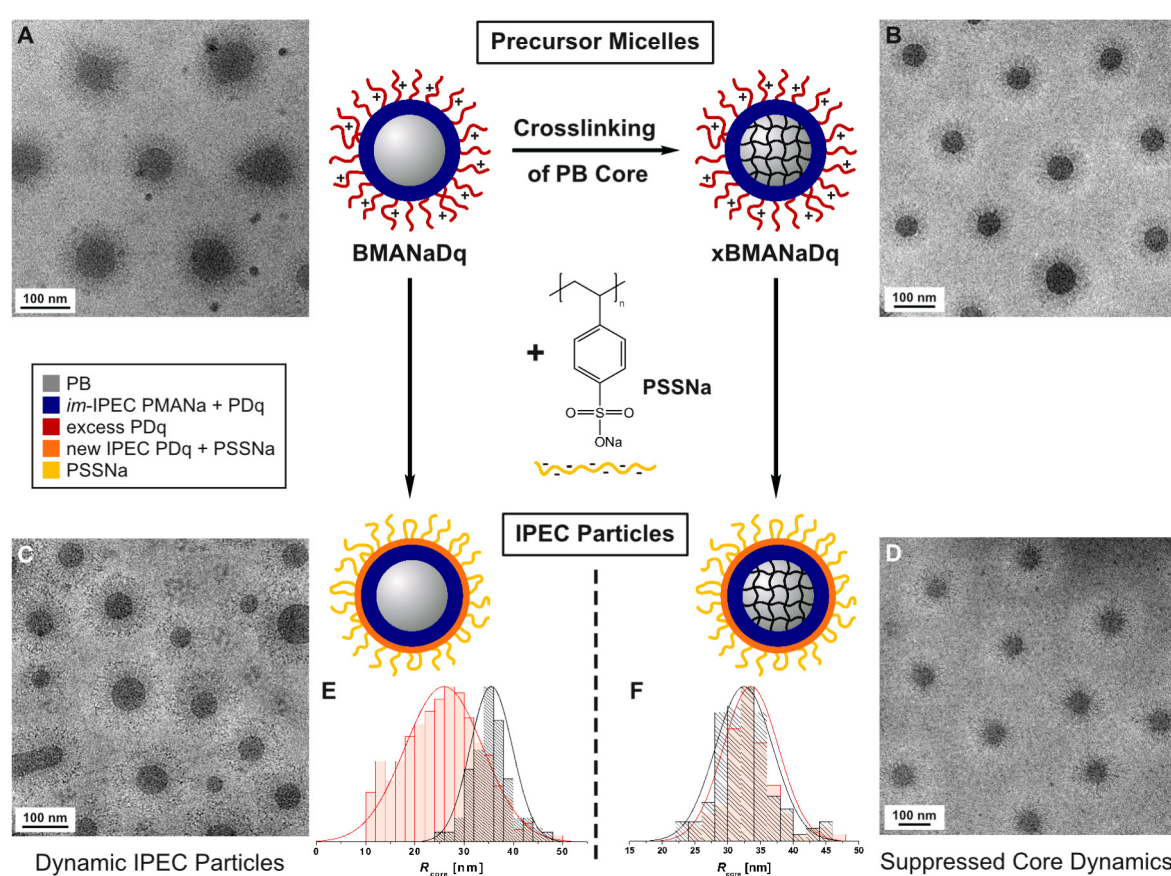 A
Precursor Micelles
B
Crosslinking
of PB Core
BMANaDq
xBMANaDq
100 nm
100 nm
n
+
PSSNa
O
S
O
ONa
PB
im-IPEC PMANa + PDq
excess PDq
new IPEC PDq + PSSNa
PSSNa
IPEC Particles
C
D
E
F
100 nm
100 nm
0 10 20 30 40 50
15 20 25 30 35 40 45 50
Rcore [nm]
Rcore [nm]
Dynamic IPEC Particles
Suppressed Core Dynamics